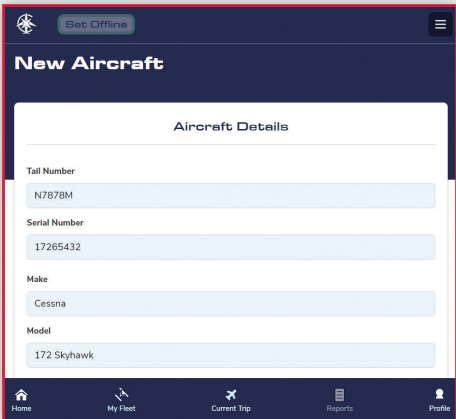 Set Offline
New Aircraft
Aircraft Details
Tail Number
N7878M
Serial Number
17265432
Make
Cessna
Model
172 Skyhawk
Home My Fleet Current Trip Reports Profile